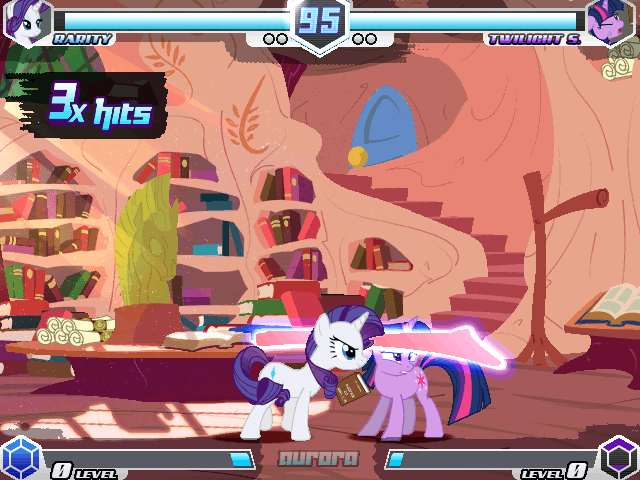 95
RARITY
TWILIGHT S.
3x hits
0 LEVEL
aurora
LEVEL 0